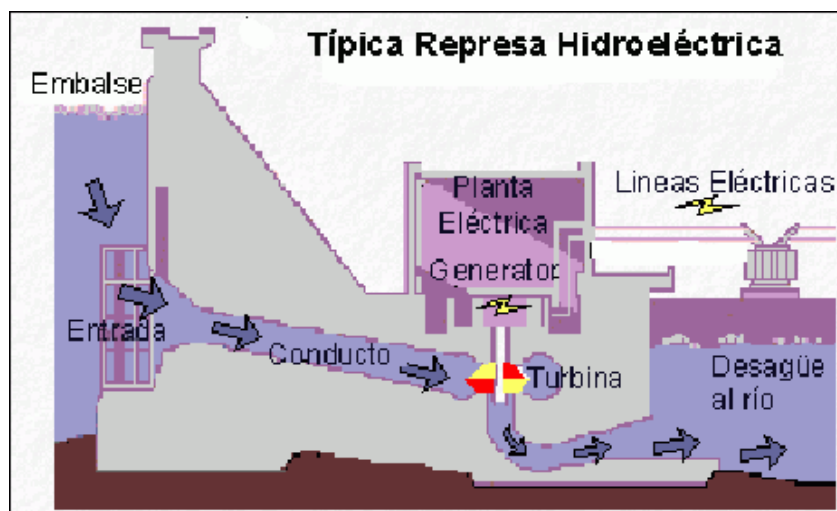 Típica Represa Hidroeléctrica
Embalse
Planta
Eléctrica
Generator
Lineas Eléctricas
Entrada
Conducto
Turbina
Desagüe
al río